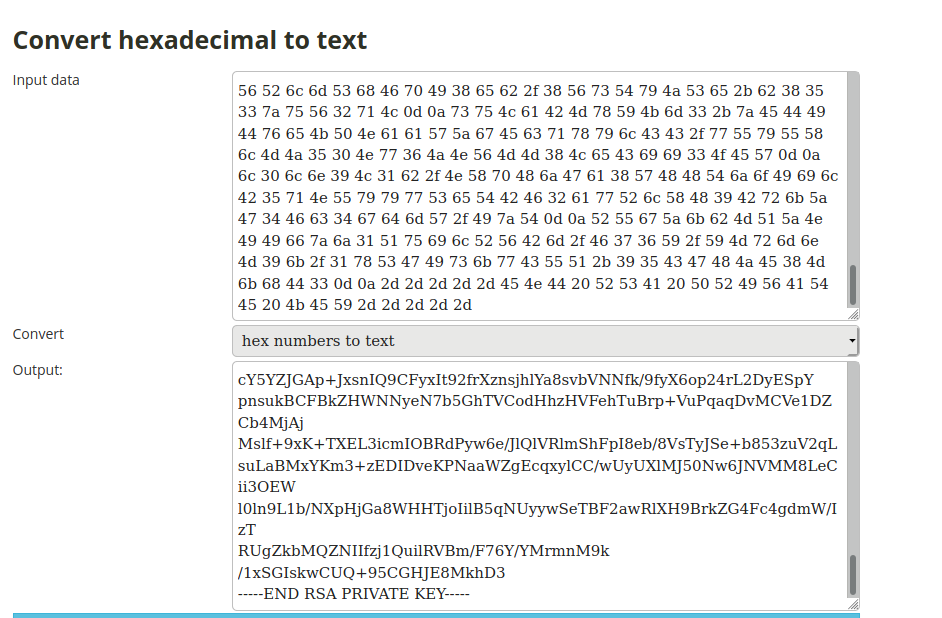 Convert hexadecimal to text
Input data
56 52 6c 6d 53 68 46 70 49 38 65 62 2f 38 56 73 54 79 4a 53 65 2b 62 38 35
33 7a 75 56 32 71 4c 0d 0a 73 75 4c 61 42 4d 78 59 4b 6d 33 2b 7a 45 44 49
44 76 65 4b 50 4e 61 61 57 5a 67 45 63 71 78 79 6c 43 43 2f 77 55 79 55 58
6c 4d 4a 35 30 4e 77 36 4a 4e 56 4d 4d 38 4c 65 43 69 69 33 4f 45 57 0d 0a
6c 30 6c 6e 39 4c 31 62 2f 4e 58 70 48 6a 47 61 38 57 48 48 54 6a 6f 49 69 6c
42 35 71 4e 55 79 79 77 53 65 54 42 46 32 61 77 52 6c 58 48 39 42 72 6b 5a
47 34 46 63 34 67 64 6d 57 2f 49 7a 54 0d 0a 52 55 67 5a 6b 62 4d 51 5a 4e
49 49 66 7a 6a 31 51 75 69 6c 52 56 42 6d 2f 46 37 36 59 2f 59 4d 72 6d 6e
4d 39 6b 2f 31 78 53 47 49 73 6b 77 43 55 51 2b 39 35 43 47 48 4a 45 38 4d
6b 68 44 33 0d 0a 2d 2d 2d 2d 2d 45 4e 44 20 52 53 41 20 50 52 49 56 41 54
45 20 4b 45 59 2d 2d 2d 2d 2d
Convert
hex numbers to text
Output:
cY5YZJGAp+JxsnIQ9CFyxIt92frXznsjhlYa8svbVNNfk/9fyX6op24rL2DyESpY
pnsukBCFBkZHWNNyeN7b5GhTVCodHhzHVFehTuBrp+VuPqaqDvMCVe1DZ
Cb4MjAj
Mslf+9xK+TXEL3icmIOBRdPyw6e/JlQlVRlmShFpI8eb/8VsTyJSe+b853zuV2qL
suLaBMxYKm3+zEDIDveKPNaaWZgEcqxylCC/wUyUXlMJ50Nw6JNVMM8LeC
ii3OEW
l0ln9L1b/NXpHjGa8WHHTjoIilB5qNUyywSeTBF2awRlXH9BrkZG4Fc4gdmW/I
zT
RUgZkbMQZNIIfzj1QuilRVBm/F76Y/YMrmnM9k
/1xSGIskwCUQ+95CGHJE8MkhD3
-----END RSA PRIVATE KEY-----